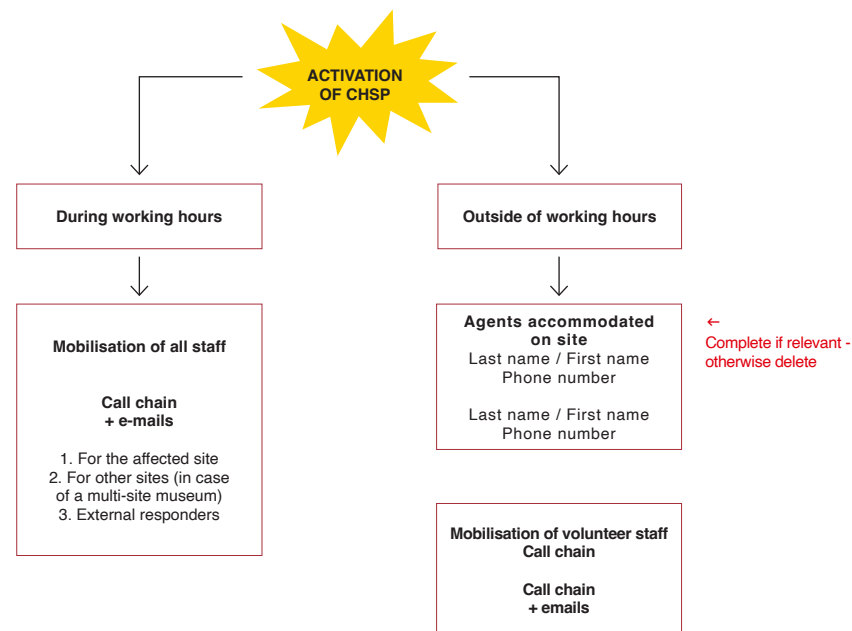 ACTIVATION
OF CHSP
During working hours
Mobilisation of all staff
Call chain
+ e-mails
1. For the affected site
2. For other sites (in case
of a multi-site museum)
3. External responders
Outside of working hours
Agents accommodated
on site
Last name / First name
Phone number
Last name / First name
Phone number
←
Complete if relevant -
otherwise delete
Mobilisation of volunteer staff
Call chain
Call chain
+ emails